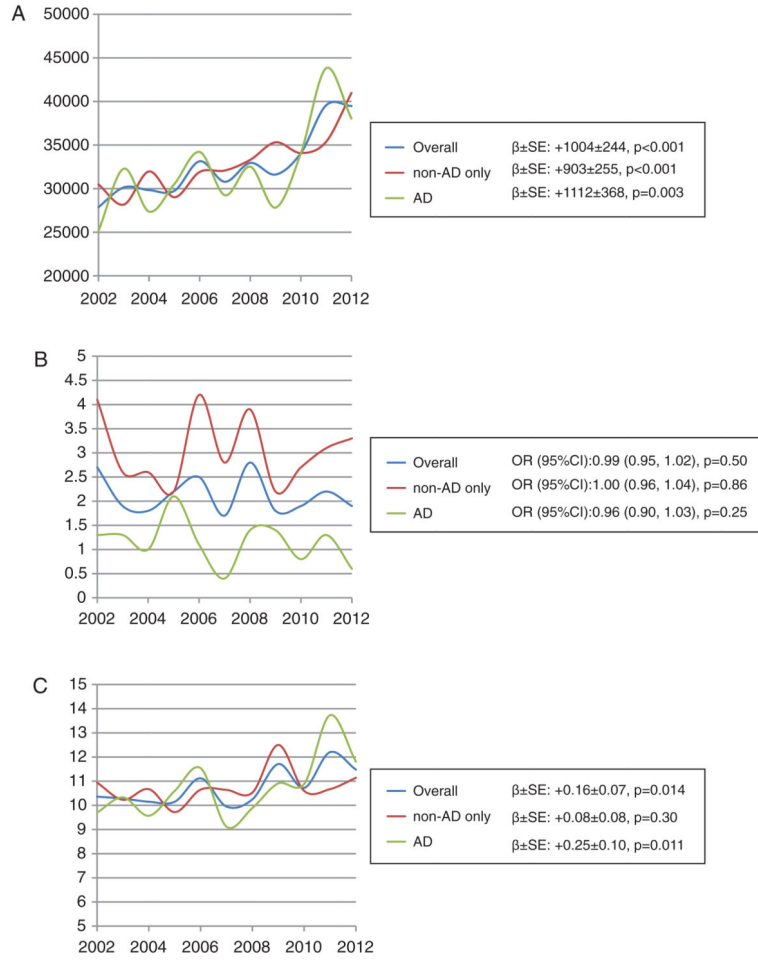 A
50000
45000
40000
35000
30000
25000
20000
2002 2004 2006 2008 2010 2012
Overall β±SE: +1004±244, p<0.001
non-AD only β±SE: +903±255, p<0.001
AD β±SE: +1112±368, p=0.003
B
5
4.5
4
3.5
3
2.5
2
1.5
1
0.5
0
2002 2004 2006 2008 2010 2012
Overall OR (95%CI):0.99 (0.95, 1.02), p=0.50
non-AD only OR (95%CI):1.00 (0.96, 1.04), p=0.86
AD OR (95%CI):0.96 (0.90, 1.03), p=0.25
C
15
14
13
12
11
10
9
8
7
6
5
2002 2004 2006 2008 2010 2012
Overall β±SE: +0.16±0.07, p=0.014
non-AD only β±SE: +0.08±0.08, p=0.30
AD β±SE: +0.25±0.10, p=0.011